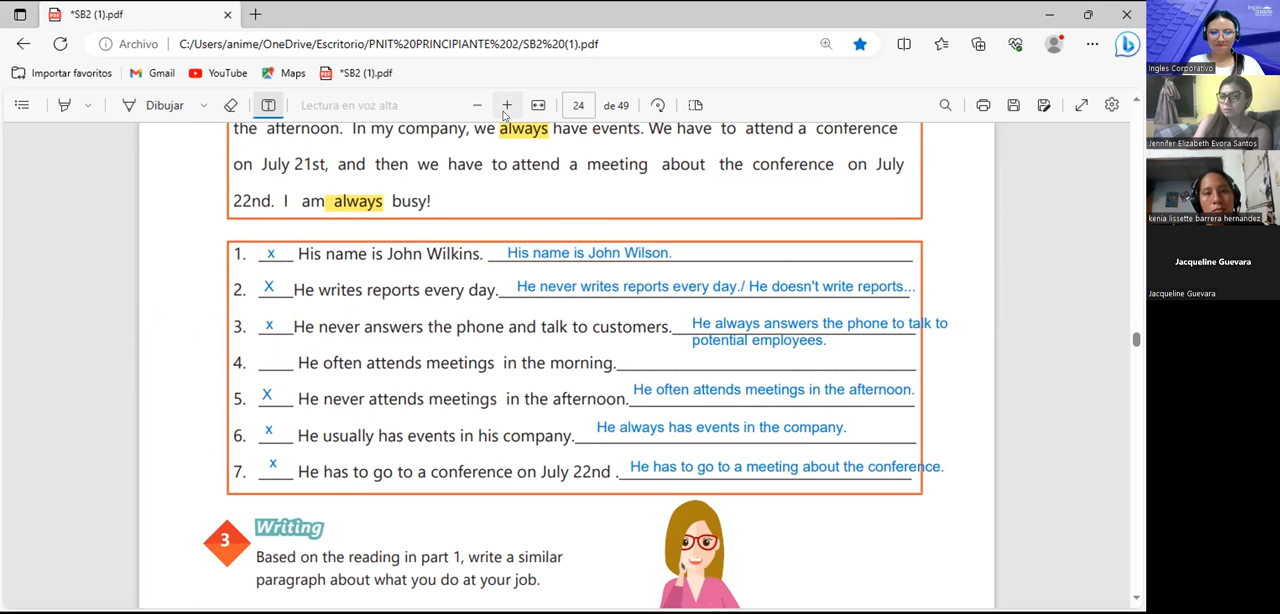 *SB2 (1).pdf
Archivo
C:/Users/anime/OneDrive/Escritorio/PNIT%20PRINCIPIANTE%202/SB2%20(1).pdf
Importar favoritos
Gmail
YouTube
Maps
*SB2 (1).pdf
Dibujar
Lectura en voz alta
24
de 49
the afternoon. In my company, we always have events. We have to attend a conference
on July 21st, and then we have to attend a meeting about the conference on July
22nd. I am always busy!
1. x His name is John Wilkins. His name is John Wilson.
2. X He writes reports every day. He never writes reports every day./ He doesn't write reports...
3. x He never answers the phone and talk to customers. He always answers the phone to talk to
potential employees.
4. He often attends meetings in the morning.
5. X He never attends meetings in the afternoon. He often attends meetings in the afternoon.
6. x He usually has events in his company. He always has events in the company.
7. x He has to go to a conference on July 22nd . He has to go to a meeting about the conference.
3 Writing
Based on the reading in part 1, write a similar
paragraph about what you do at your job.
Ingles Corporativo
Jennifer Elizabeth Evora Santos
kenia lissette barrera hernandez
Jacqueline Guevara
Jacqueline Guevara